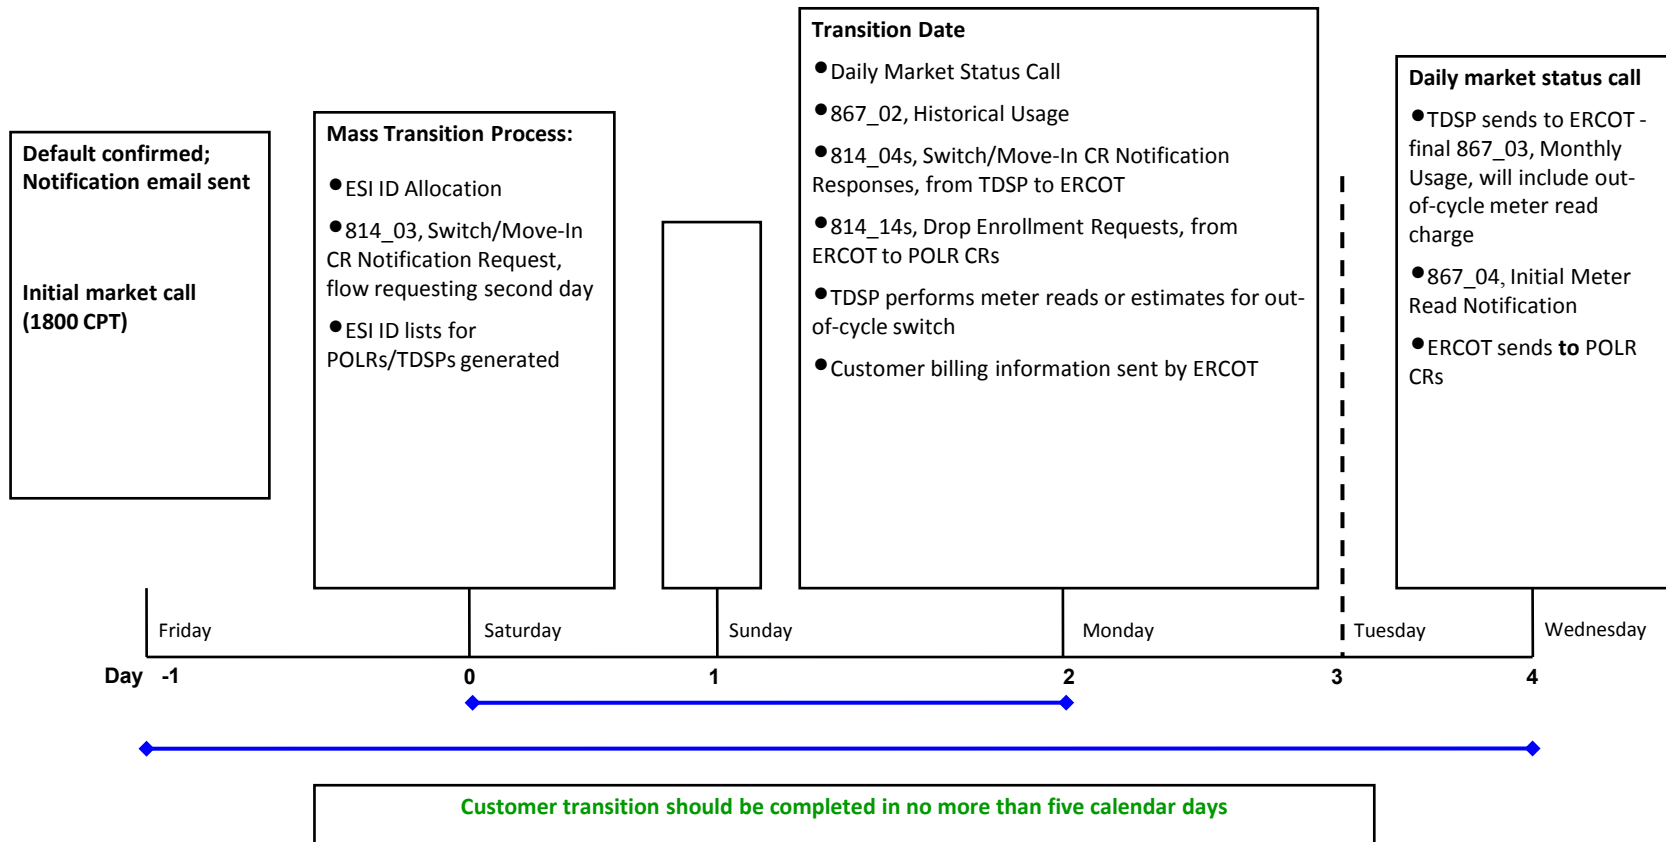 Default confirmed;
Notification email sent
Initial market call
(1800 CPT)
Mass Transition Process:
●ESI ID Allocation
●814_03, Switch/Move-In
CR Notification Request,
flow requesting second day
●ESI ID lists for
POLRs/TDSPs generated
Transition Date
●Daily Market Status Call
●867_02, Historical Usage
●814_04s, Switch/Move-In CR Notification
Responses, from TDSP to ERCOT
●814_14s, Drop Enrollment Requests, from
ERCOT to POLR CRs
●TDSP performs meter reads or estimates for out-
of-cycle switch
●Customer billing information sent by ERCOT
Daily market status call
●TDSP sends to ERCOT -
final 867_03, Monthly
Usage, will include out-
of-cycle meter read
charge
●867_04, Initial Meter
Read Notification
●ERCOT sends to POLR
CRs
Friday Saturday Sunday Monday Tuesday Wednesday
Day -1 0 1 2 3 4
Customer transition should be completed in no more than five calendar days